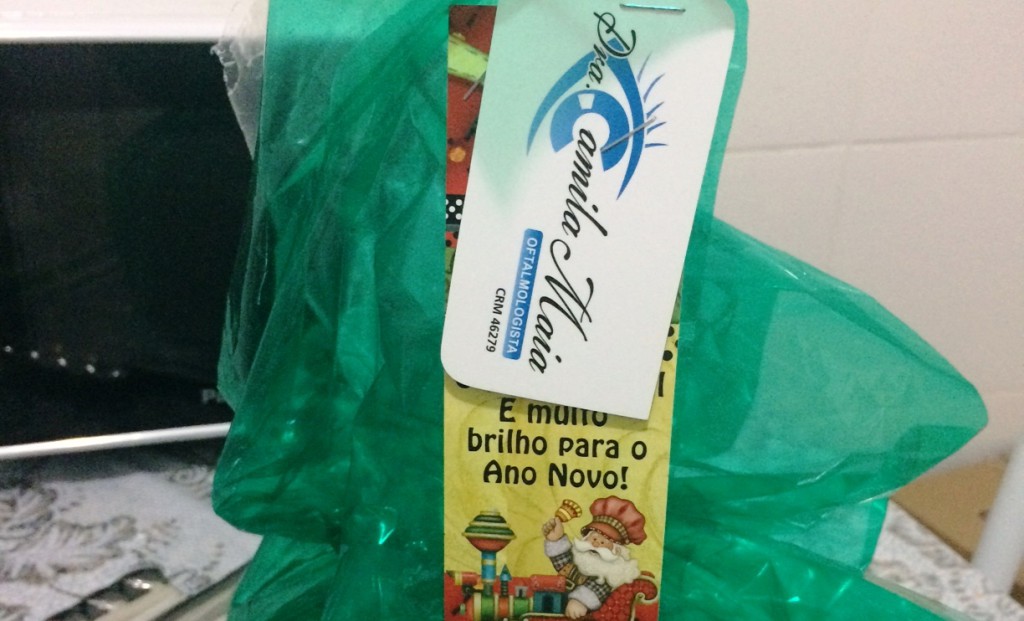 Dra. Camila Maia
OFTALMOLOGISTA
CRM 46279
E muito
brilho para o
Ano Novo!